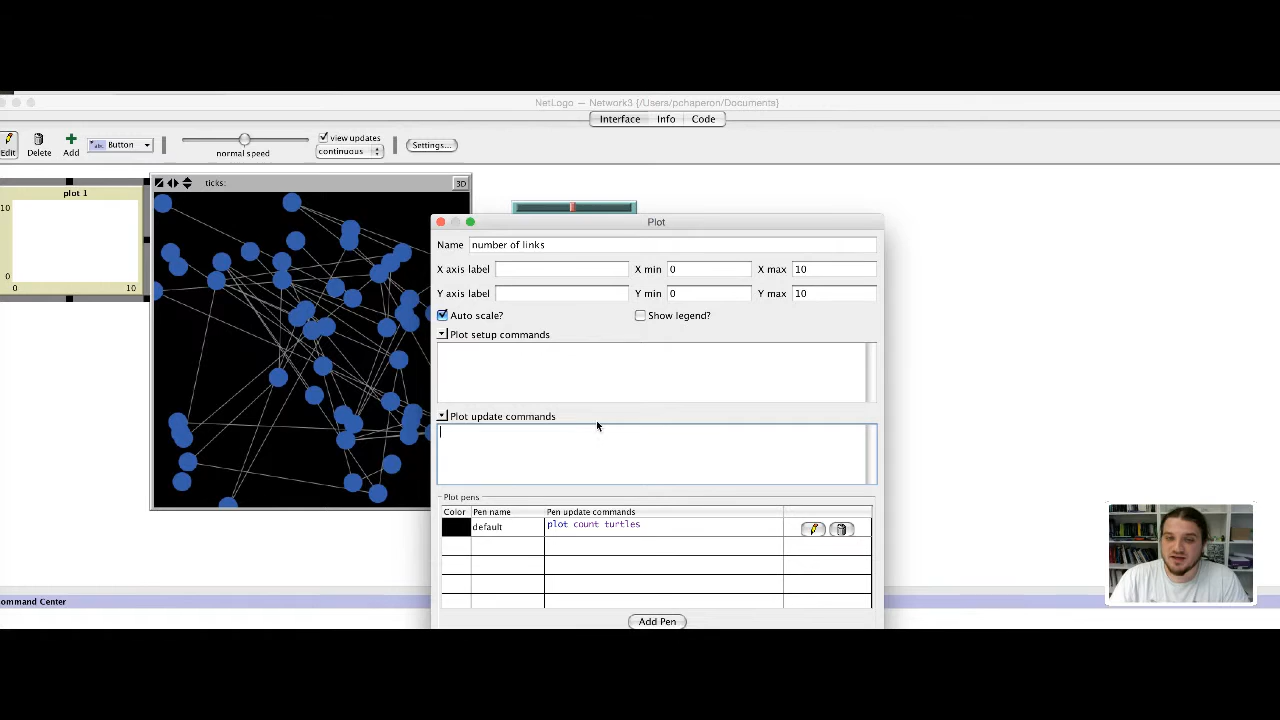 NetLogo — Network3 {/Users/pchaperon/Documents}
Interface Info Code
Edit Delete Add Button normal speed view updates continuous Settings...
plot 1
10
0
0 10
ticks: 3D
Plot
Name number of links
X axis label X min 0 X max 10
Y axis label Y min 0 Y max 10
Auto scale? Show legend?
Plot setup commands
Plot update commands
Plot pens
Color Pen name Pen update commands
default plot count turtles
Add Pen
ommand Center